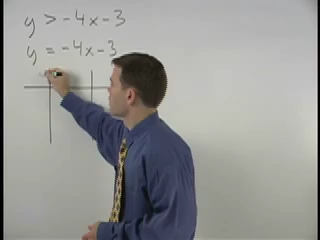 y > -4x - 3
y = -4x - 3